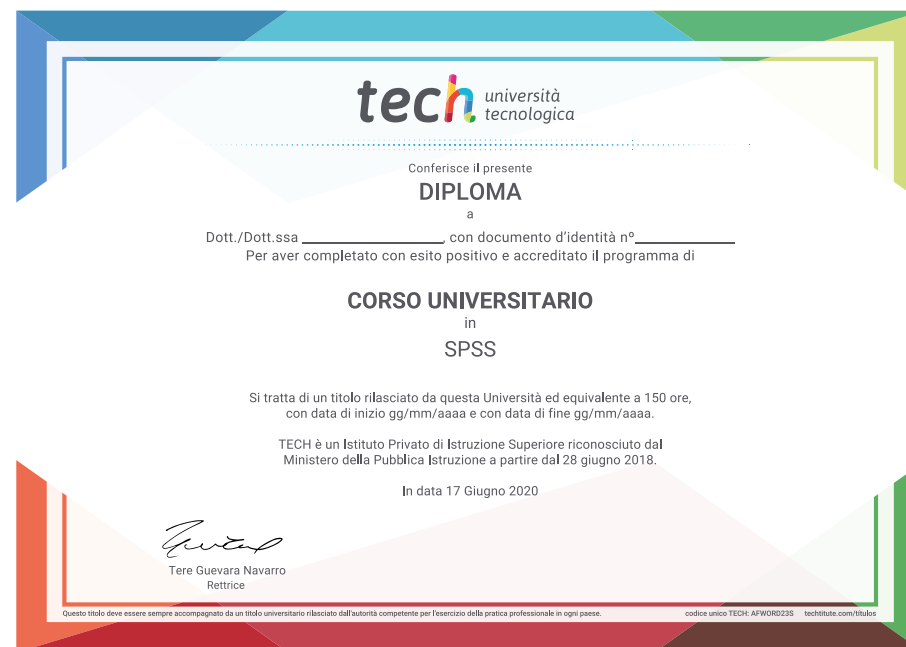 tech università
tecnologica
Conferisce il presente
DIPLOMA
a
Dott./Dott.ssa ____________________, con documento d'identità nº______________
Per aver completato con esito positivo e accreditato il programma di
CORSO UNIVERSITARIO
in
SPSS
Si tratta di un titolo rilasciato da questa Università ed equivalente a 150 ore,
con data di inizio gg/mm/aaaa e con data di fine gg/mm/aaaa.
TECH è un Istituto Privato di Istruzione Superiore riconosciuto dal
Ministero della Pubblica Istruzione a partire dal 28 giugno 2018.
In data 17 Giugno 2020
Tere Guevara Navarro
Rettrice
Questo titolo deve essere sempre accompagnato da un titolo universitario rilasciato dall'autorità competente per l'esercizio della pratica professionale in ogni paese. codice unico TECH: AFWORD23S techtitute.com/titulos